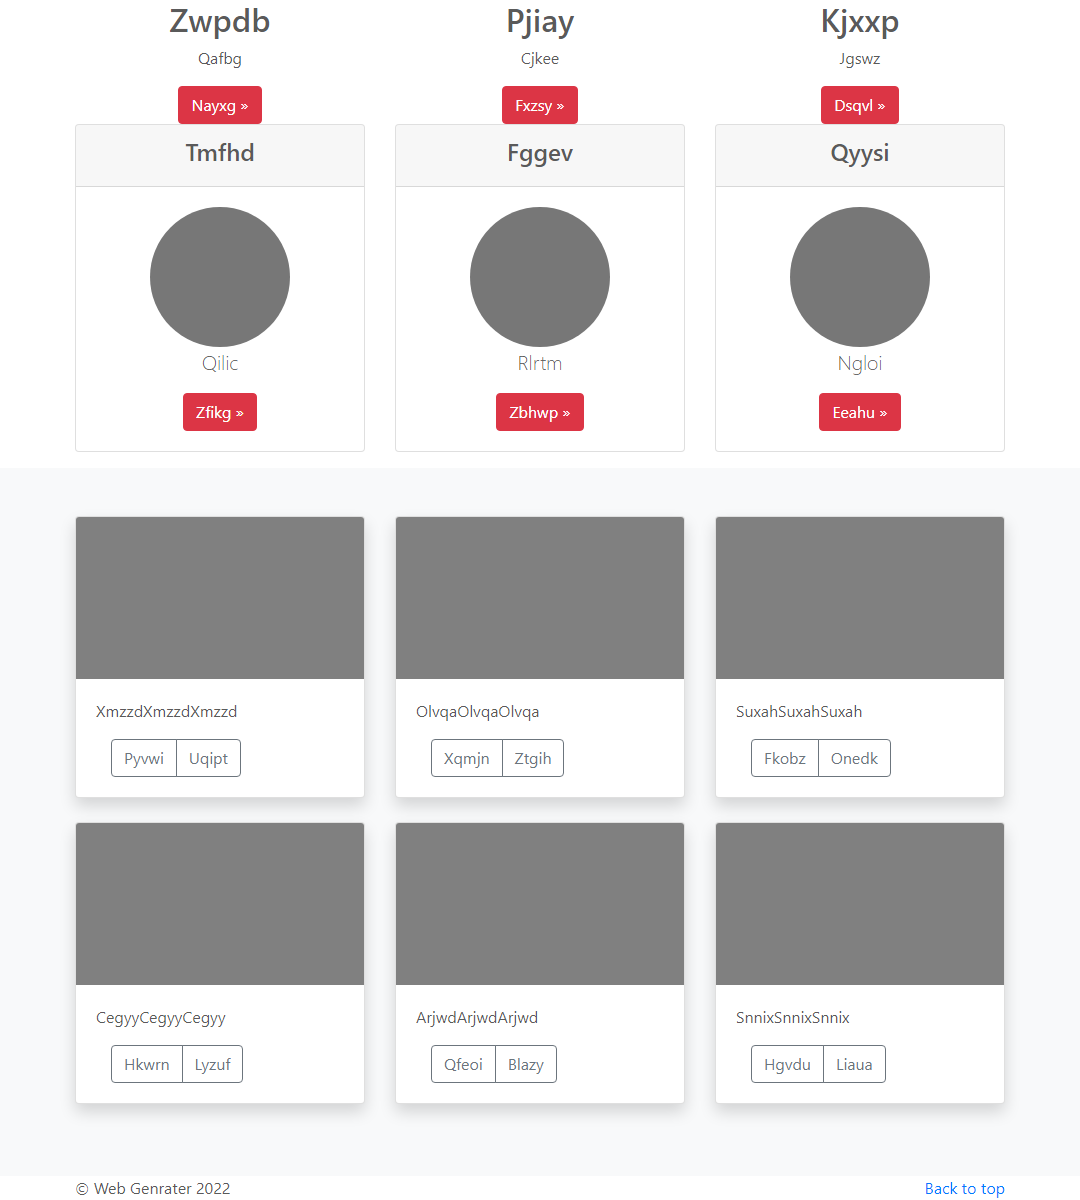 Zwpdb Pjiay Kjxxp
Qafbg Cjkee Jgswz
Nayxg » Fxzsy » Dsqvl »
Tmfhd Fggev Qyysi
Qilic Rlrtm Ngloi
Zfikg » Zbhwp » Eeahu »
XmzzdXmzzdXmzzd OlvqaOlvqaOlvqa SuxahSuxahSuxah
Pyvwi Uqipt Xqmjn Ztgih Fkobz Onedk
CegyyCegyyCegyy ArjwdArjwdArjwd SnnixSnnixSnnix
Hkwrn Lyzuf Qfeoi Blazy Hgvdu Liaua
© Web Genrater 2022 Back to top